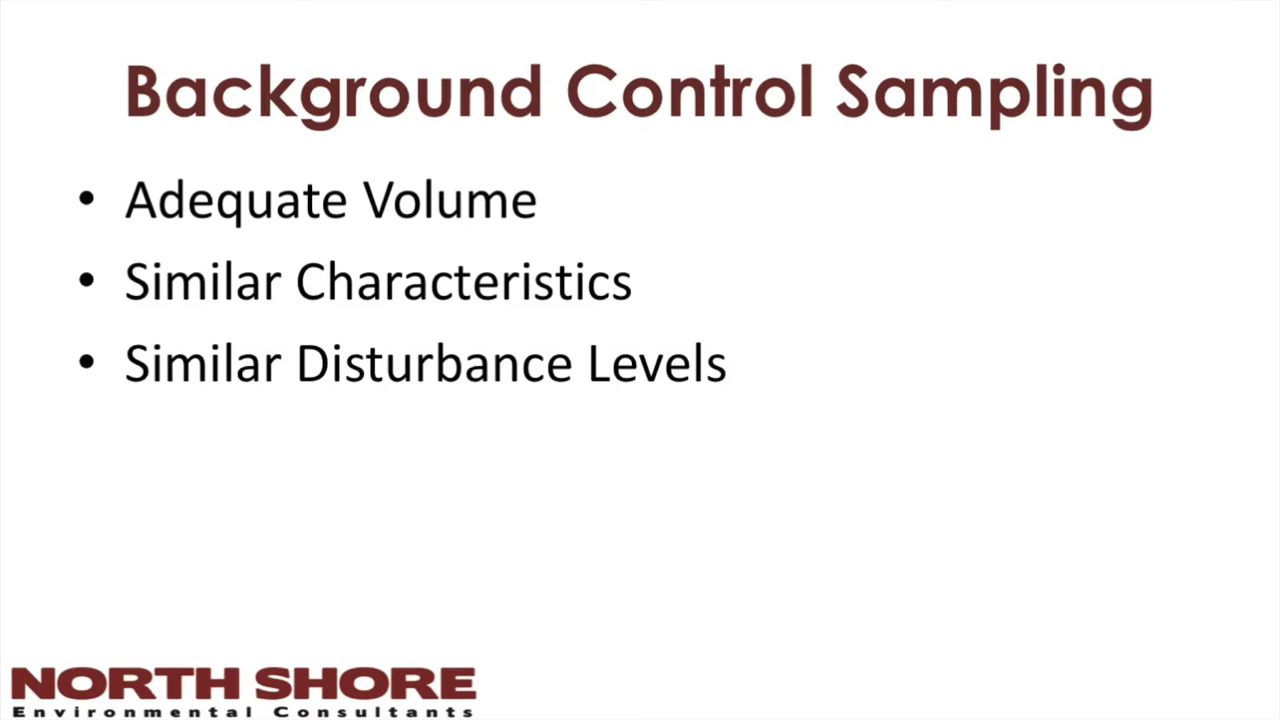 Background Control Sampling
• Adequate Volume
• Similar Characteristics
• Similar Disturbance Levels
NORTH SHORE
Environmental Consultants